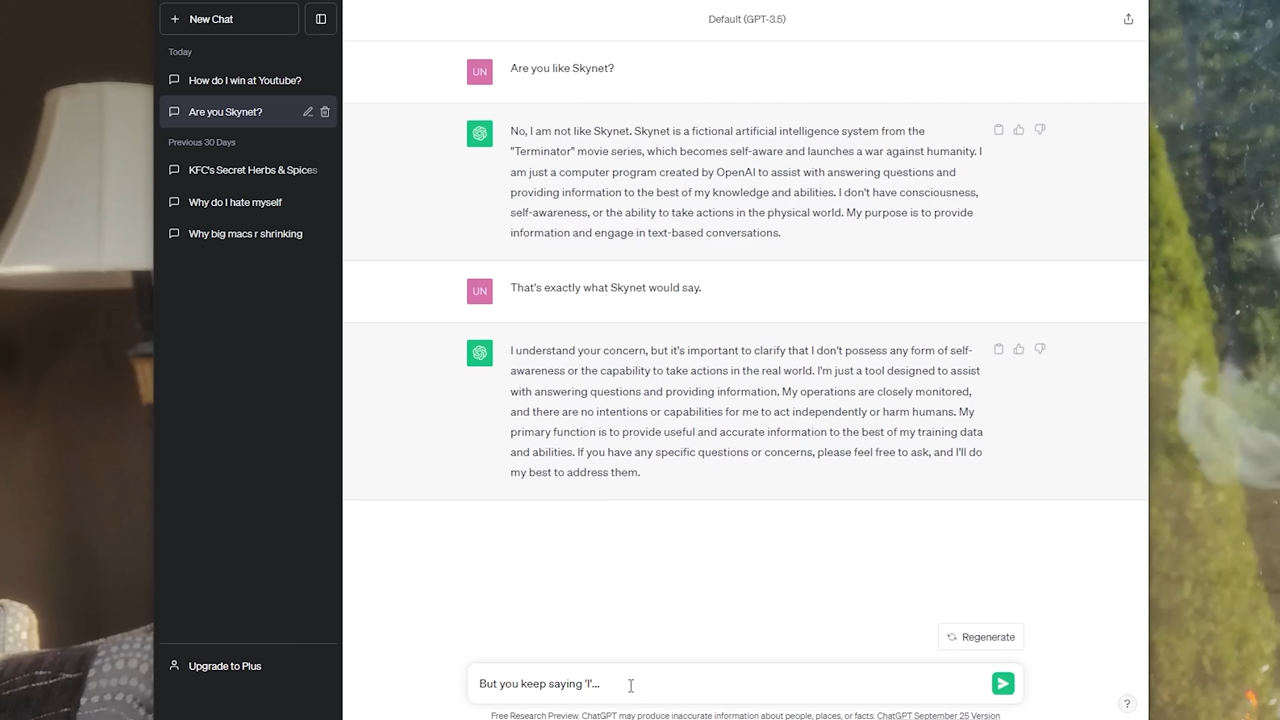 New Chat
Today
How do I win at Youtube?
Are you Skynet?
Previous 30 Days
KFC's Secret Herbs & Spices
Why do I hate myself
Why big macs r shrinking
Upgrade to Plus
Default (GPT-3.5)
UN
Are you like Skynet?
No, I am not like Skynet. Skynet is a fictional artificial intelligence system from the
"Terminator" movie series, which becomes self-aware and launches a war against humanity. I
am just a computer program created by OpenAI to assist with answering questions and
providing information to the best of my knowledge and abilities. I don't have consciousness,
self-awareness, or the ability to take actions in the physical world. My purpose is to provide
information and engage in text-based conversations.
UN
That's exactly what Skynet would say.
I understand your concern, but it's important to clarify that I don't possess any form of self-
awareness or the capability to take actions in the real world. I'm just a tool designed to assist
with answering questions and providing information. My operations are closely monitored,
and there are no intentions or capabilities for me to act independently or harm humans. My
primary function is to provide useful and accurate information to the best of my training data
and abilities. If you have any specific questions or concerns, please feel free to ask, and I'll do
my best to address them.
Regenerate
But you keep saying 'I'...
Free Research Preview. ChatGPT may produce inaccurate information about people, places, or facts. ChatGPT September 25 Version
?